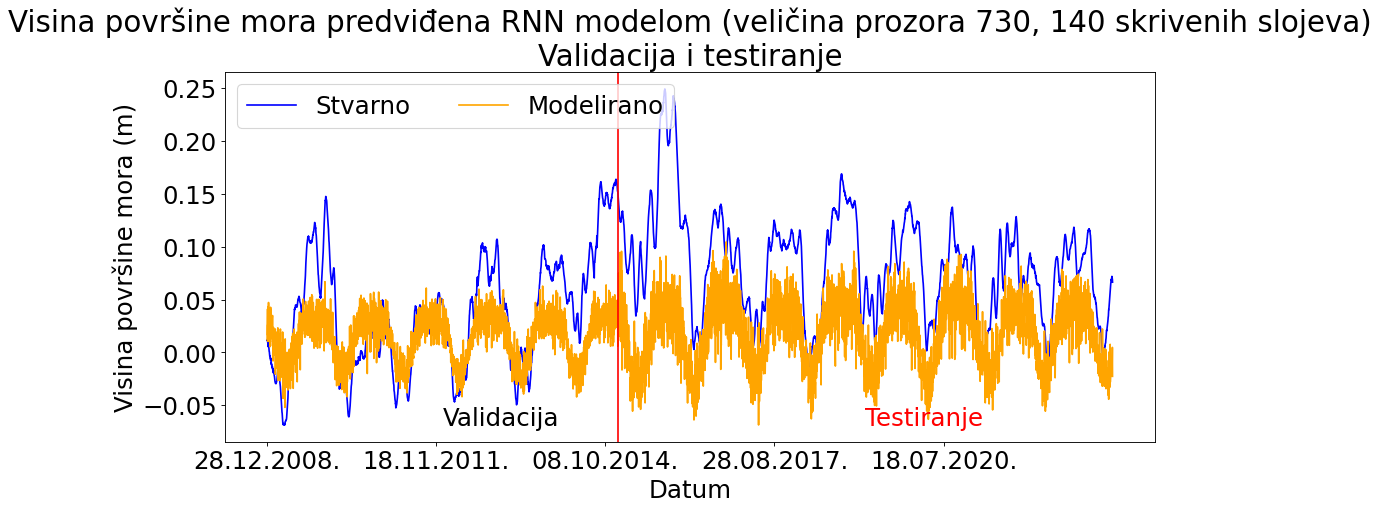 Visina površine mora predviđena RNN modelom (veličina prozora 730, 140 skrivenih slojeva)
Validacija i testiranje
Stvarno
Modelirano
Visina površine mora (m)
0.25
0.20
0.15
0.10
0.05
0.00
−0.05
Validacija
Testiranje
28.12.2008.
18.11.2011.
08.10.2014.
28.08.2017.
18.07.2020.
Datum